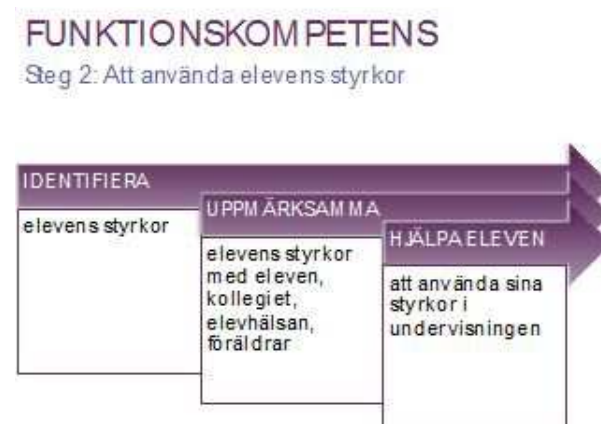 FUNKTIONSKOMPETENS
Steg 2: Att använda elevens styrkor
IDENTIFIERA
elevens styrkor
UPPMÄRKSAMMA
elevens styrkor
med eleven,
kollegiet,
elevhälsan,
föräldrar
HJÄLPA ELEVEN
att använda sina
styrkor i
undervisningen